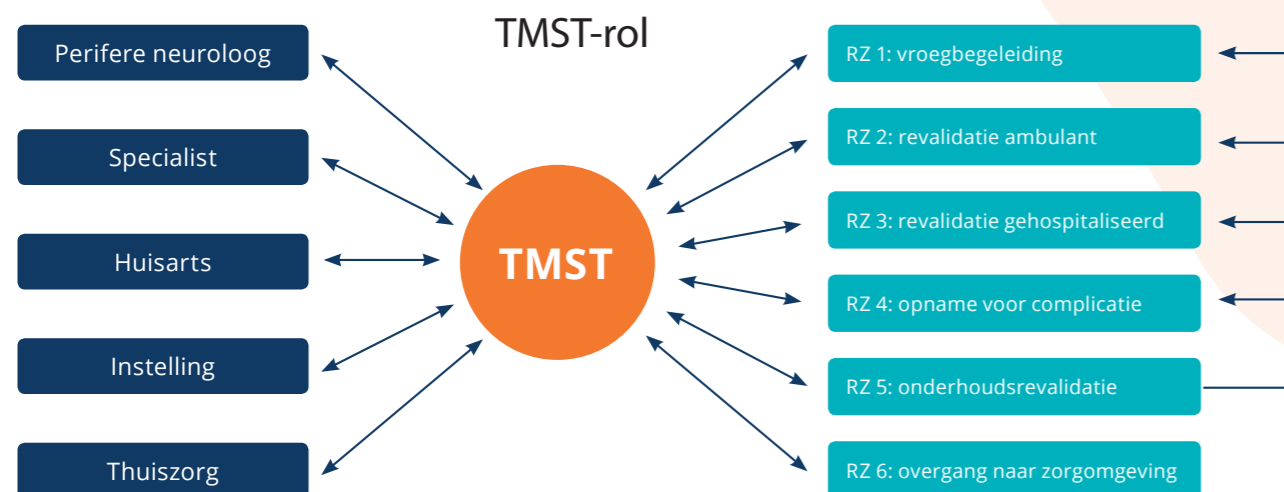 TMST-rol
Perifere neuroloog
Specialist
Huisarts
Instelling
Thuiszorg
TMST
RZ 1: vroegbegeleiding
RZ 2: revalidatie ambulant
RZ 3: revalidatie gehospitaliseerd
RZ 4: opname voor complicatie
RZ 5: onderhoudsrevalidatie
RZ 6: overgang naar zorgomgeving